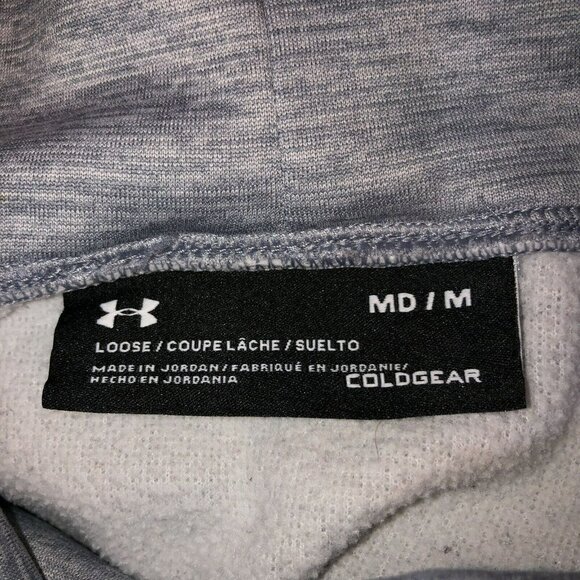 MD / M
LOOSE / COUPE LÂCHE / SUELTO
MADE IN JORDAN / FABRIQUÉ EN JORDANIE/
HECHO EN JORDANIA
COLDGEAR